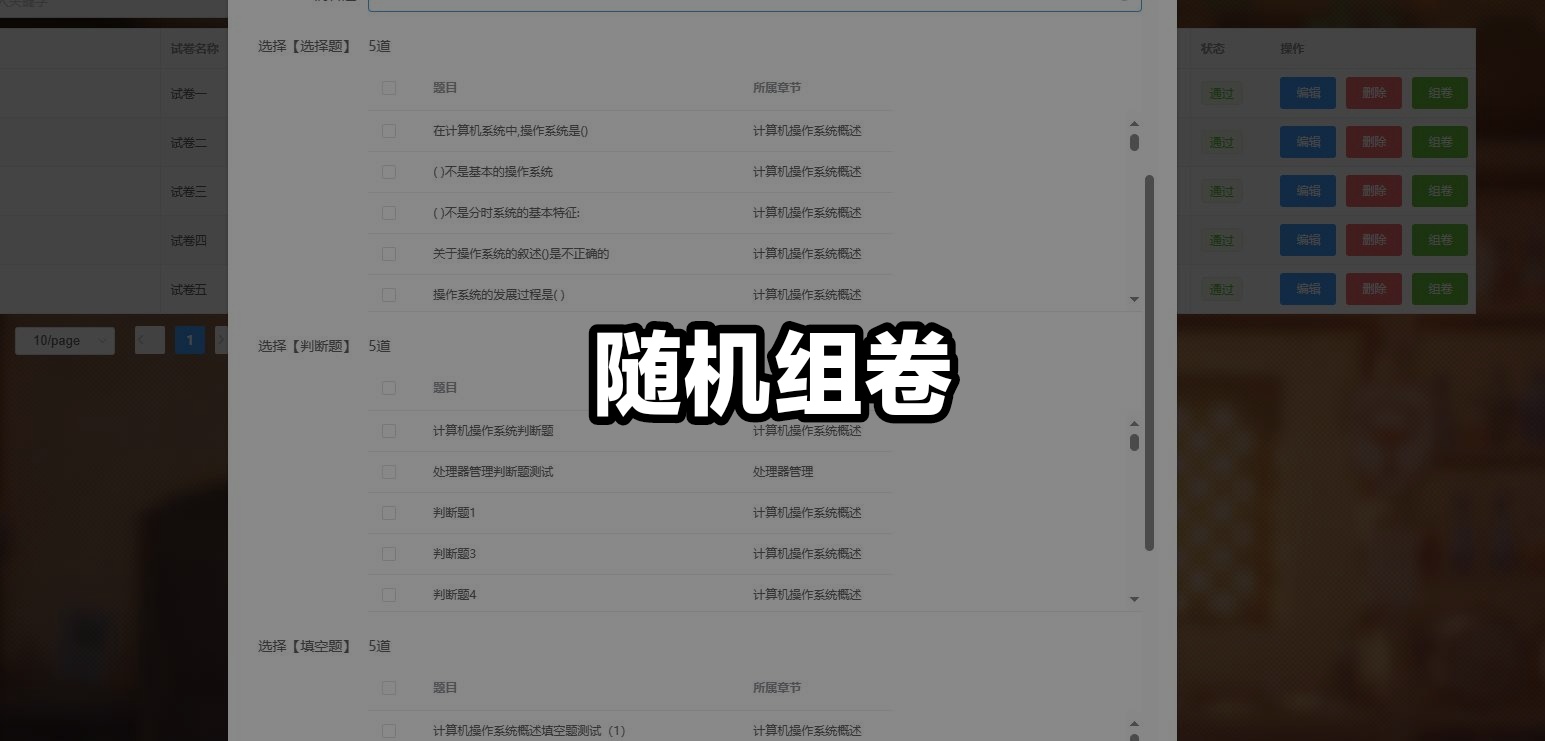 试卷名称 状态 操作
选择【选择题】 5道
题目 所属章节
试卷一 通过 编辑 删除 组卷
在计算机系统中,操作系统是() 计算机操作系统概述
试卷二 通过 编辑 删除 组卷
( )不是基本的操作系统 计算机操作系统概述
试卷三 通过 编辑 删除 组卷
( )不是分时系统的基本特征: 计算机操作系统概述
试卷四 通过 编辑 删除 组卷
关于操作系统的叙述()是不正确的 计算机操作系统概述
试卷五 通过 编辑 删除 组卷
操作系统的发展过程是( ) 计算机操作系统概述
10/page 1
选择【判断题】 5道
随机组卷
题目
计算机操作系统判断题 计算机操作系统概述
处理器管理判断题测试 处理器管理
判断题1 计算机操作系统概述
判断题3 计算机操作系统概述
判断题4 计算机操作系统概述
选择【填空题】 5道
题目 所属章节
计算机操作系统概述填空题测试（1） 计算机操作系统概述